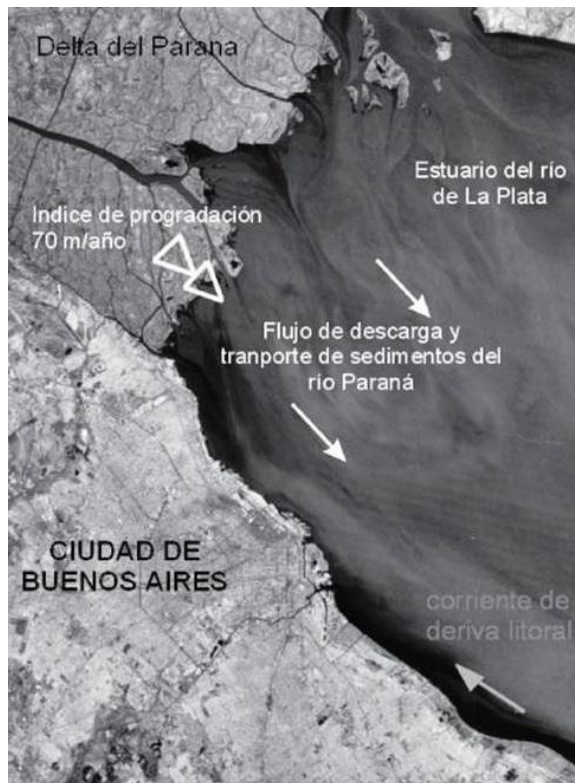 Delta del Parana
Estuario del río
de La Plata
Indice de progradación
70 m/año
Flujo de descarga y
tranporte de sedimentos del
río Paraná
CIUDAD DE
BUENOS AIRES
corriente de
deriva litoral